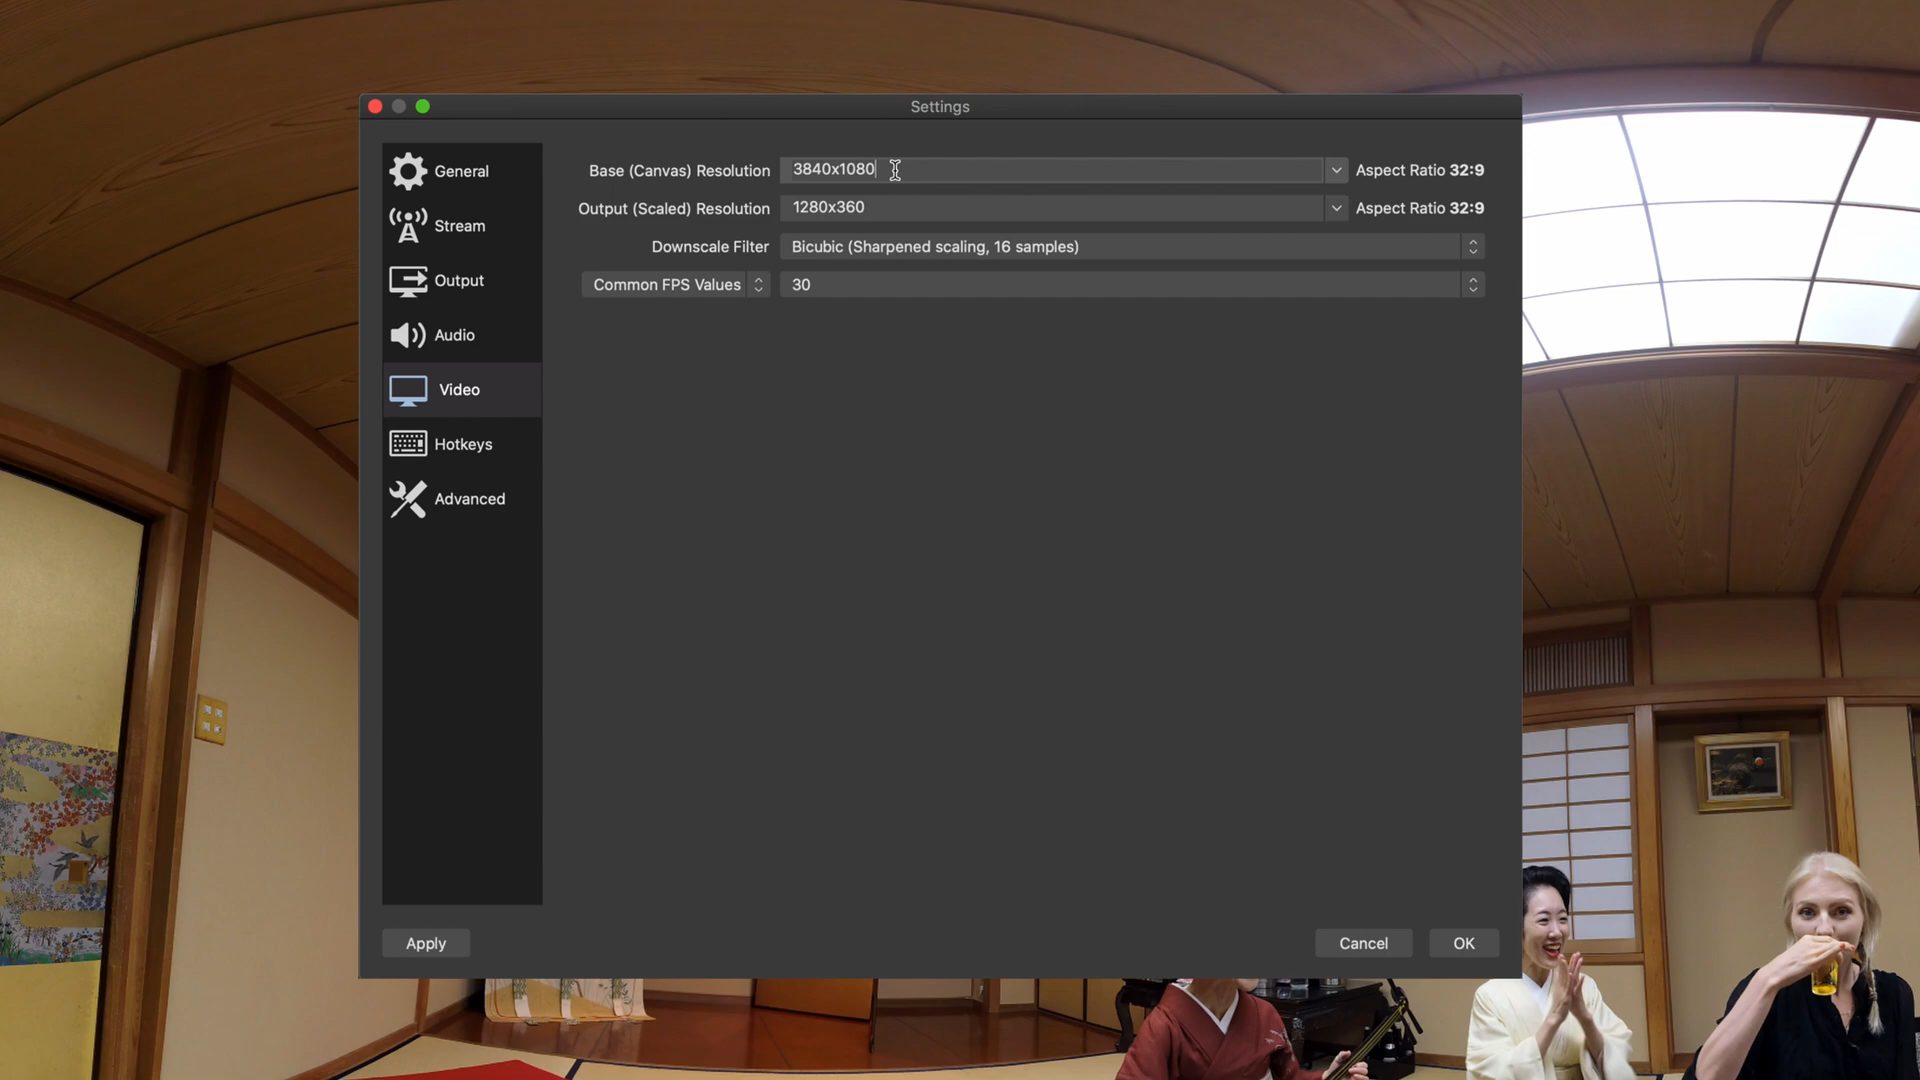 Settings
General
Stream
Output
Audio
Video
Hotkeys
Advanced
Base (Canvas) Resolution 3840x1080 Aspect Ratio 32:9
Output (Scaled) Resolution 1280x360 Aspect Ratio 32:9
Downscale Filter Bicubic (Sharpened scaling, 16 samples)
Common FPS Values 30
Apply Cancel OK